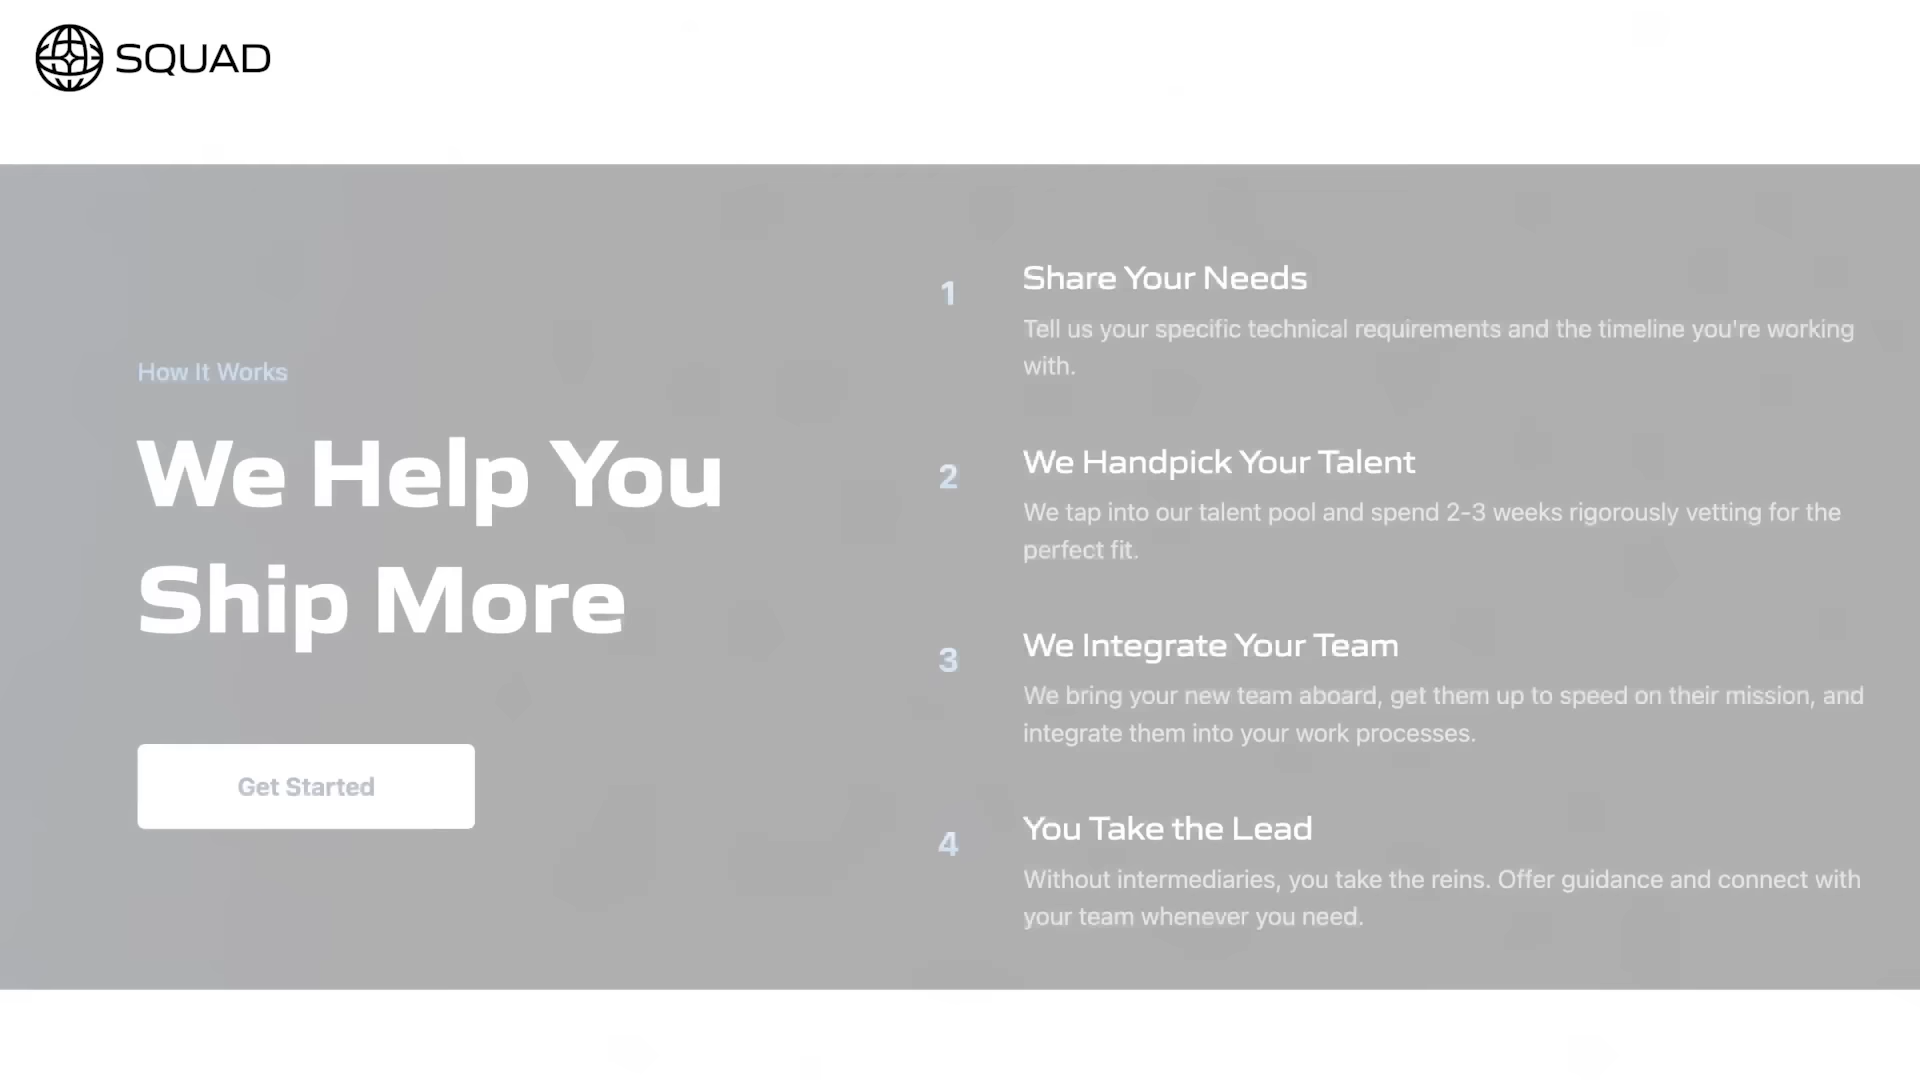 SQUAD
How It Works
We Help You
Ship More
Get Started
1
Share Your Needs
Tell us your specific technical requirements and the timeline you're working
with.
2
We Handpick Your Talent
We tap into our talent pool and spend 2-3 weeks rigorously vetting for the
perfect fit.
3
We Integrate Your Team
We bring your new team aboard, get them up to speed on their mission, and
integrate them into your work processes.
4
You Take the Lead
Without intermediaries, you take the reins. Offer guidance and connect with
your team whenever you need.